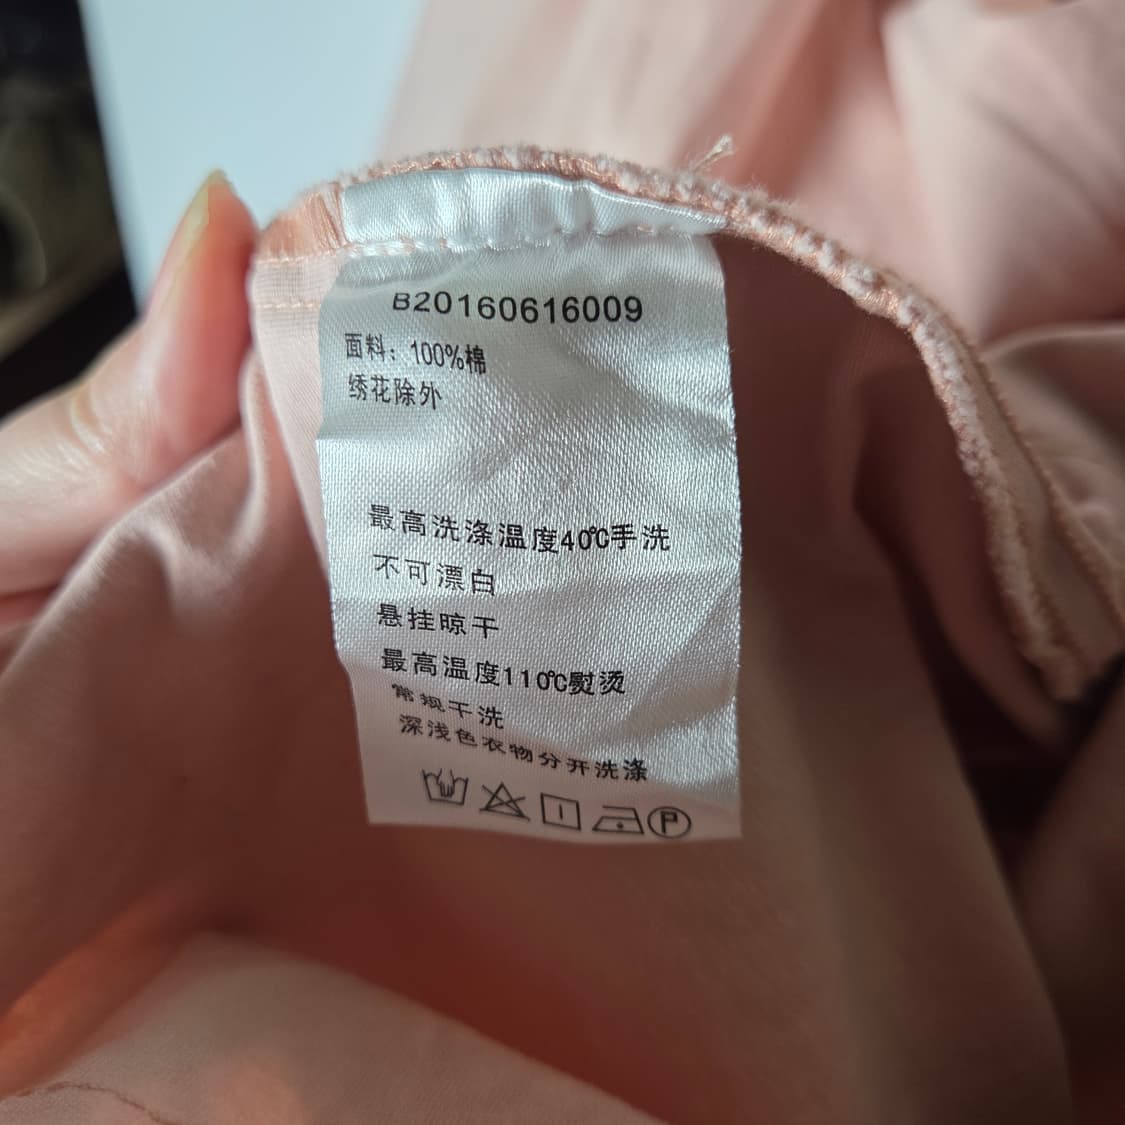 B20160616009
面料：100%棉
绣花除外
最高洗涤温度40℃手洗
不可漂白
悬挂晾干
最高温度110℃熨烫
常规干洗
深浅色衣物分开洗涤
P